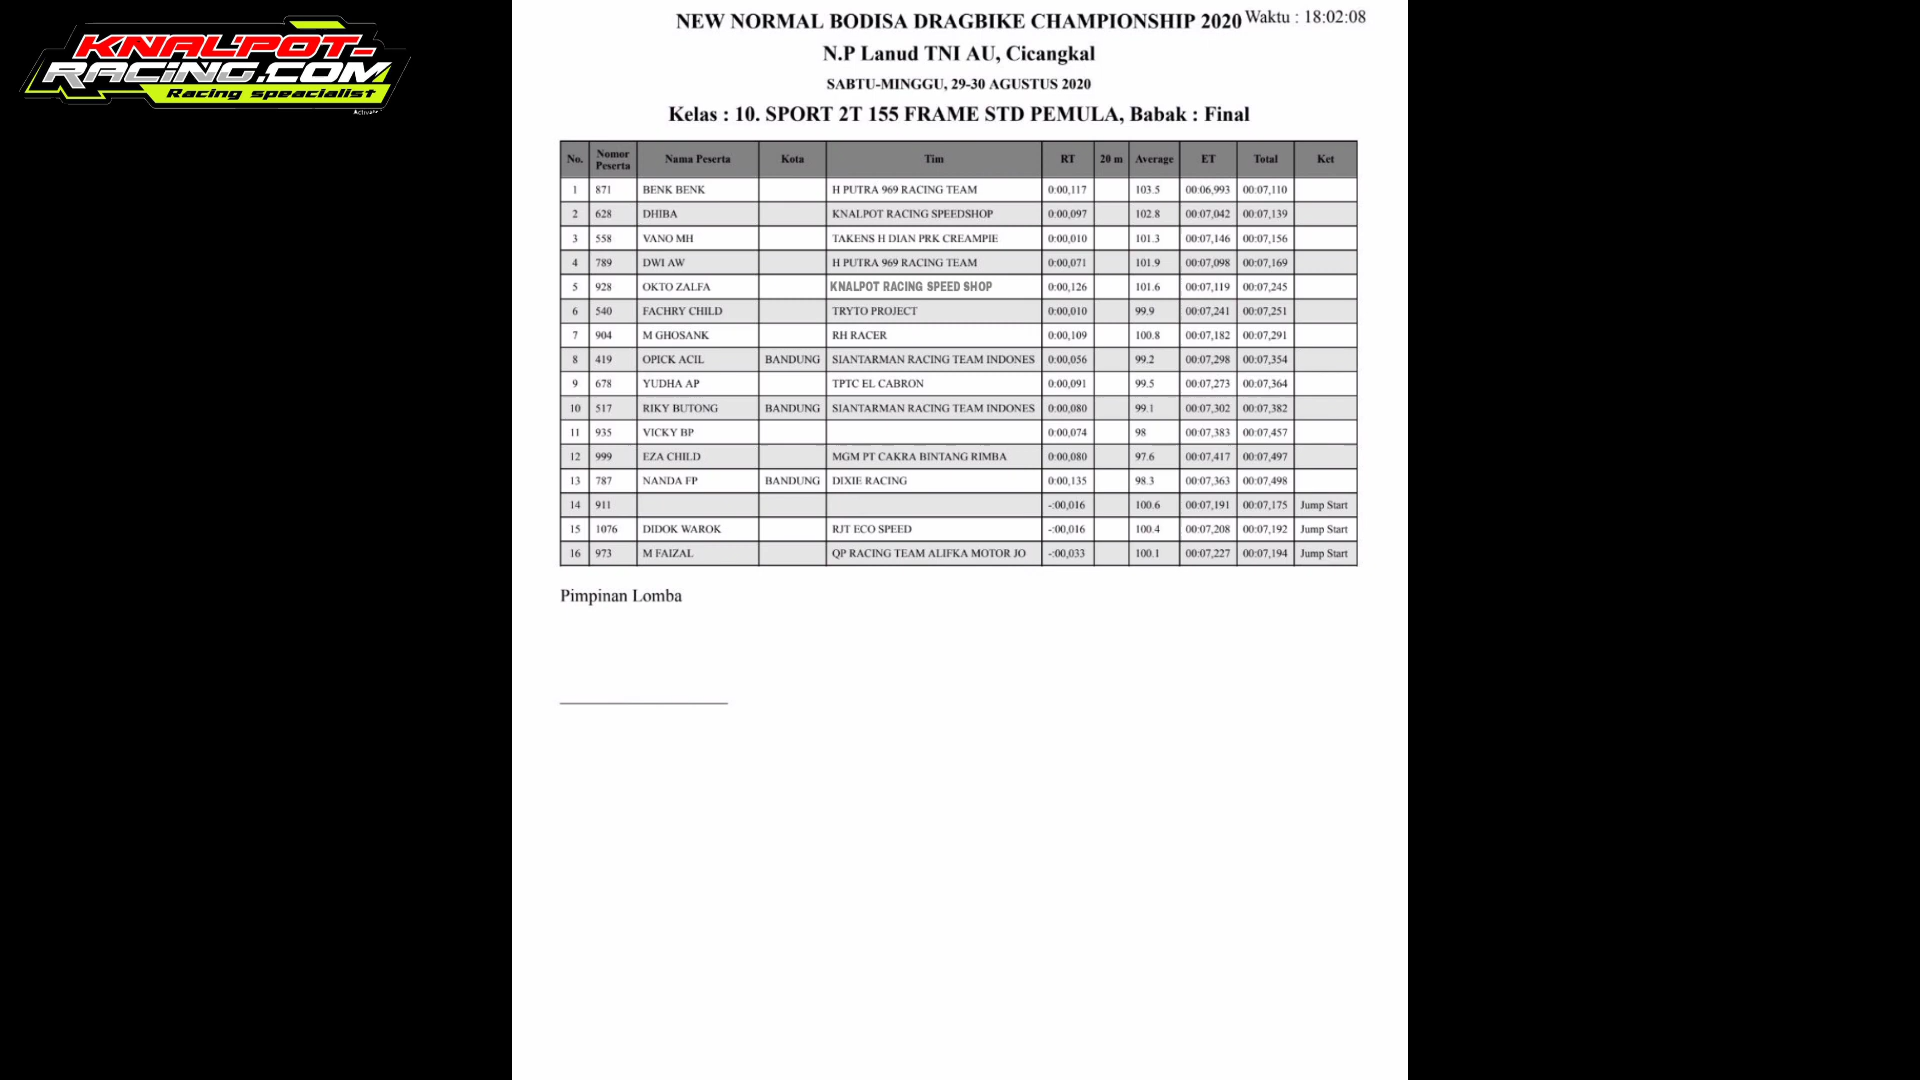 KNALPOT-
RACING.COM
Racing speacialist
Activate
NEW NORMAL BODISA DRAGBIKE CHAMPIONSHIP 2020 Waktu : 18:02:08
N.P Lanud TNI AU, Cicangkal
SABTU-MINGGU, 29-30 AGUSTUS 2020
Kelas : 10. SPORT 2T 155 FRAME STD PEMULA, Babak : Final
No. Nomor Peserta Nama Peserta Kota Tim RT 20 m Average ET Total Ket
1 871 BENK BENK H PUTRA 969 RACING TEAM 0:00,117 103.5 00:06,993 00:07,110
2 628 DHIBA KNALPOT RACING SPEEDSHOP 0:00,097 102.8 00:07,042 00:07,139
3 558 VANO MH TAKENS H DIAN PRK CREAMPIE 0:00,010 101.3 00:07,146 00:07,156
4 789 DWI AW H PUTRA 969 RACING TEAM 0:00,071 101.9 00:07,098 00:07,169
5 928 OKTO ZALFA KNALPOT RACING SPEED SHOP 0:00,126 101.6 00:07,119 00:07,245
6 540 FACHRY CHILD TRYTO PROJECT 0:00,010 99.9 00:07,241 00:07,251
7 904 M GHOSANK RH RACER 0:00,109 100.8 00:07,182 00:07,291
8 419 OPICK ACIL BANDUNG SIANTARMAN RACING TEAM INDONES 0:00,056 99.2 00:07,298 00:07,354
9 678 YUDHA AP TPTC EL CABRON 0:00,091 99.5 00:07,273 00:07,364
10 517 RIKY BUTONG BANDUNG SIANTARMAN RACING TEAM INDONES 0:00,080 99.1 00:07,302 00:07,382
11 935 VICKY BP 0:00,074 98 00:07,383 00:07,457
12 999 EZA CHILD MGM PT CAKRA BINTANG RIMBA 0:00,080 97.6 00:07,417 00:07,497
13 787 NANDA FP BANDUNG DIXIE RACING 0:00,135 98.3 00:07,363 00:07,498
14 911 -:00,016 100.6 00:07,191 00:07,175 Jump Start
15 1076 DIDOK WAROK RJT ECO SPEED -:00,016 100.4 00:07,208 00:07,192 Jump Start
16 973 M FAIZAL QP RACING TEAM ALIFKA MOTOR JO -:00,033 100.1 00:07,227 00:07,194 Jump Start
Pimpinan Lomba